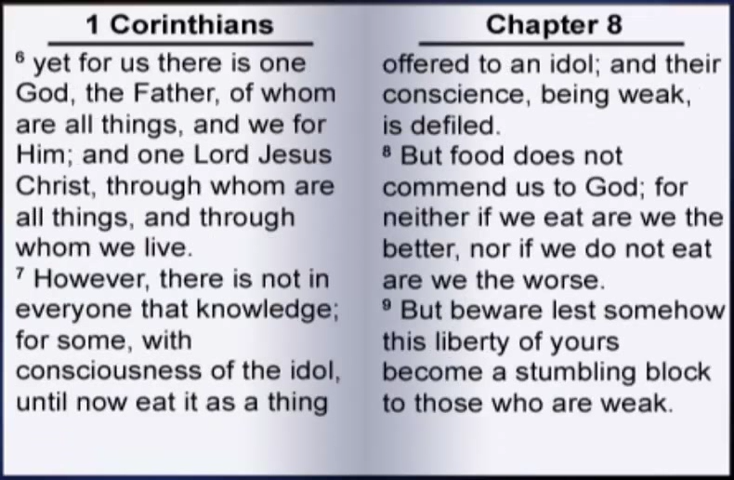 1 Corinthians
⁶ yet for us there is one
God, the Father, of whom
are all things, and we for
Him; and one Lord Jesus
Christ, through whom are
all things, and through
whom we live.
⁷ However, there is not in
everyone that knowledge;
for some, with
consciousness of the idol,
until now eat it as a thing
Chapter 8
offered to an idol; and their
conscience, being weak,
is defiled.
⁸ But food does not
commend us to God; for
neither if we eat are we the
better, nor if we do not eat
are we the worse.
⁹ But beware lest somehow
this liberty of yours
become a stumbling block
to those who are weak.